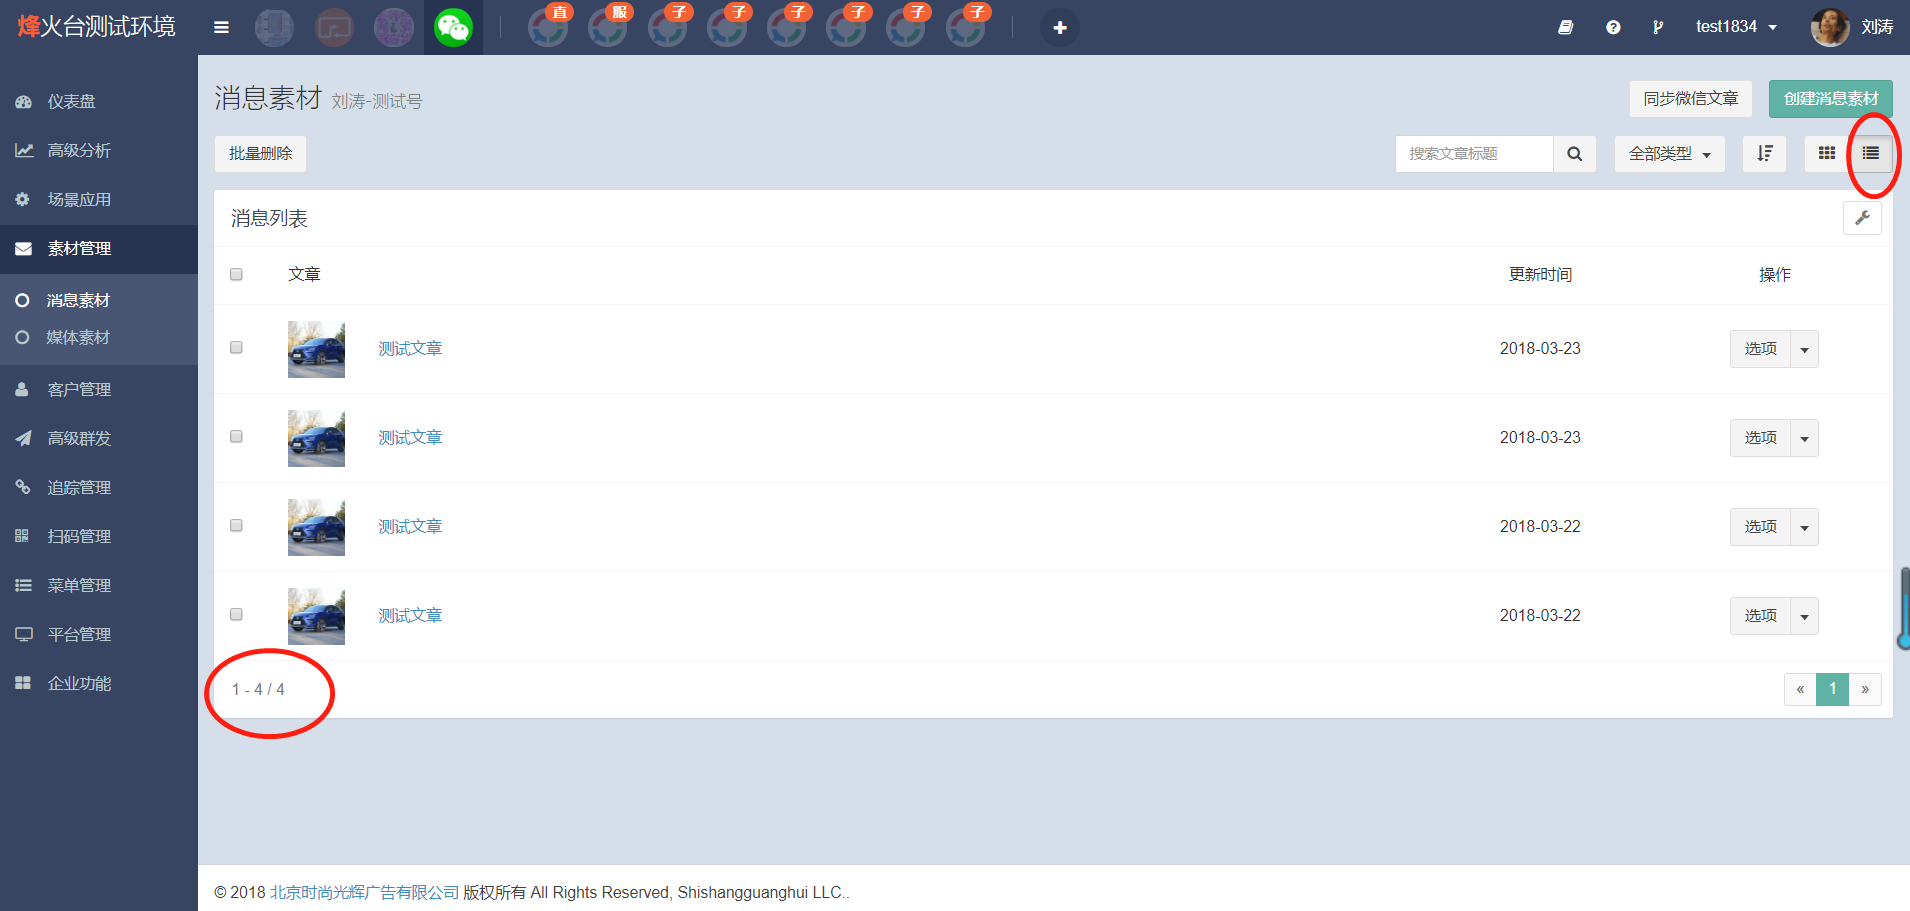 烽火台测试环境
直 服 子 子 子 子 子 子
test1834 刘涛
仪表盘
高级分析
场景应用
素材管理
消息素材
媒体素材
客户管理
高级群发
追踪管理
扫码管理
菜单管理
平台管理
企业功能
消息素材 刘涛-测试号
同步微信文章 创建消息素材
批量删除 搜索文章标题 全部类型
消息列表
文章 更新时间 操作
测试文章 2018-03-23 选项
测试文章 2018-03-23 选项
测试文章 2018-03-22 选项
测试文章 2018-03-22 选项
1 - 4 / 4 « 1 »
© 2018 北京时尚光辉广告有限公司 版权所有 All Rights Reserved, Shishangguanghui LLC..